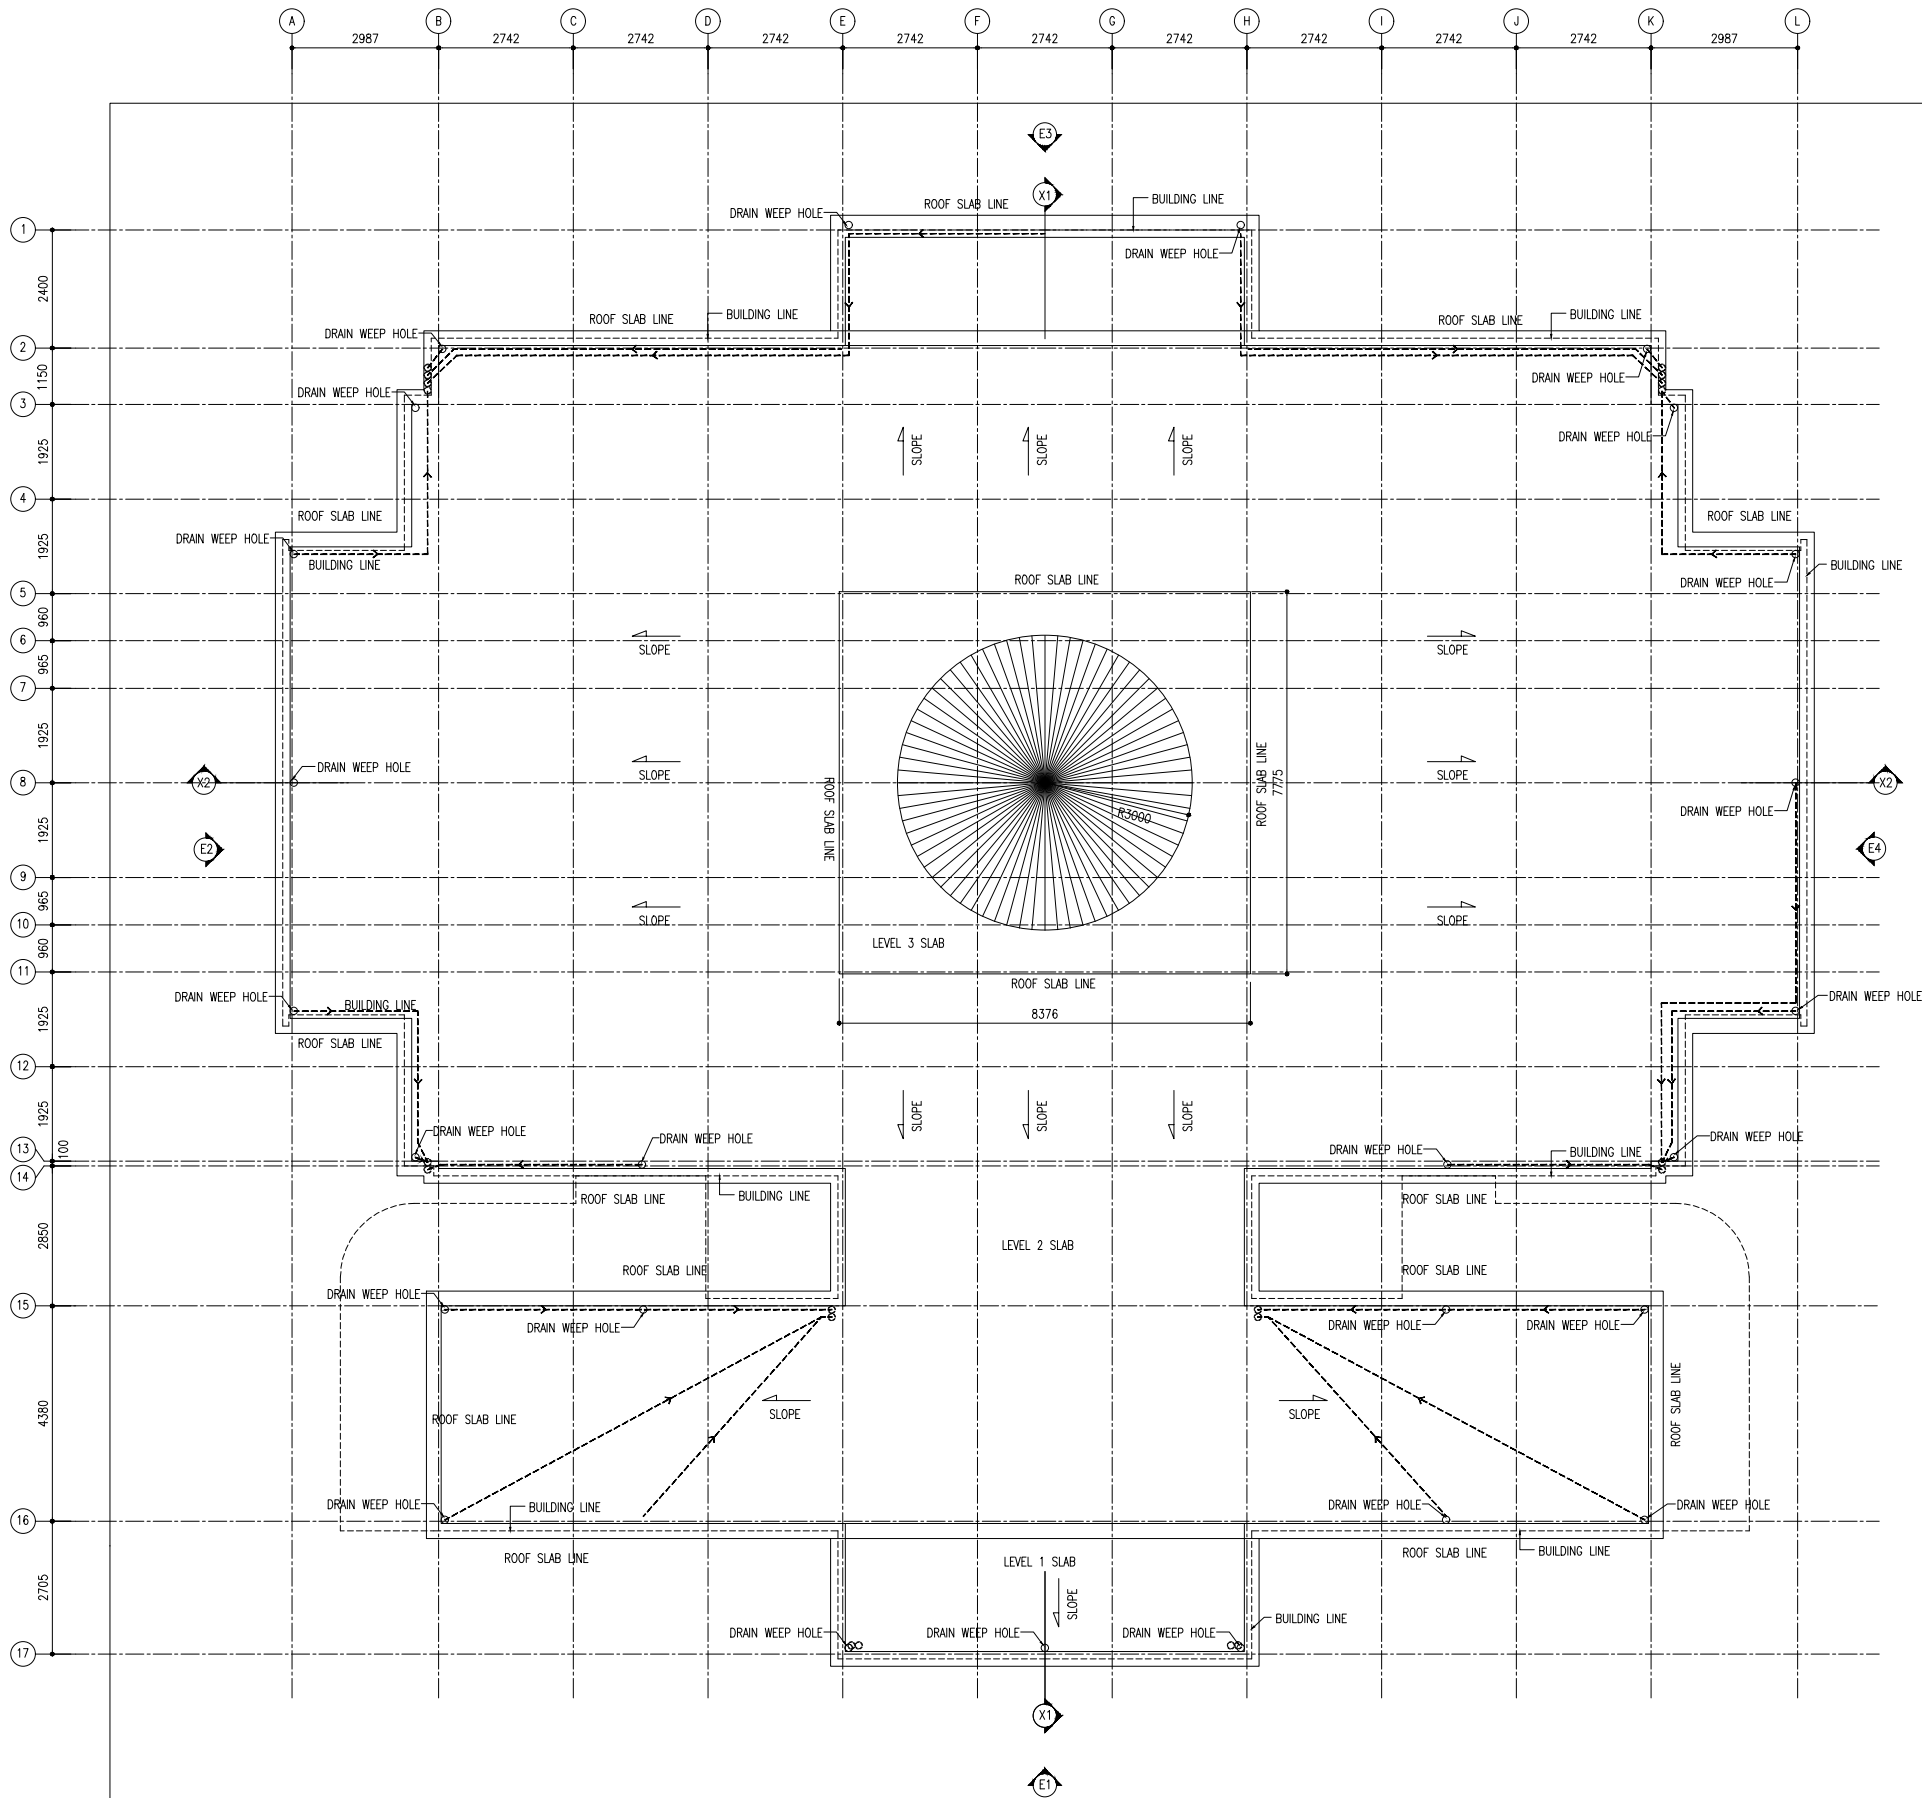 A B C D E F G H I J K L
2987 2742 2742 2742 2742 2742 2742 2742 2742 2742 2987
E3
X1
ROOF SLAB LINE
BUILDING LINE
DRAIN WEEP HOLE
1
DRAIN WEEP HOLE
2400
ROOF SLAB LINE
BUILDING LINE
ROOF SLAB LINE
BUILDING LINE
DRAIN WEEP HOLE
2
1150
DRAIN WEEP HOLE
DRAIN WEEP HOLE
3
DRAIN WEEP HOLE
1925
SLOPE
SLOPE
SLOPE
4
ROOF SLAB LINE
ROOF SLAB LINE
DRAIN WEEP HOLE
1925
BUILDING LINE
BUILDING LINE
ROOF SLAB LINE
DRAIN WEEP HOLE
5
960
6
SLOPE
SLOPE
965
7
1925
DRAIN WEEP HOLE
SLOPE
SLOPE
X2
8
X2
ROOF SLAB LINE
ROOF SLAB LINE
7775
R3000
DRAIN WEEP HOLE
1925
E2
E4
9
965
SLOPE
SLOPE
10
960
LEVEL 3 SLAB
11
ROOF SLAB LINE
DRAIN WEEP HOLE
BUILDING LINE
DRAIN WEEP HOLE
8376
1925
ROOF SLAB LINE
12
1925
SLOPE
SLOPE
SLOPE
DRAIN WEEP HOLE
DRAIN WEEP HOLE
DRAIN WEEP HOLE
BUILDING LINE
DRAIN WEEP HOLE
13
100
14
ROOF SLAB LINE
BUILDING LINE
ROOF SLAB LINE
2850
LEVEL 2 SLAB
ROOF SLAB LINE
ROOF SLAB LINE
DRAIN WEEP HOLE
15
DRAIN WEEP HOLE
DRAIN WEEP HOLE
DRAIN WEEP HOLE
4380
ROOF SLAB LINE
SLOPE
SLOPE
ROOF SLAB LINE
DRAIN WEEP HOLE
BUILDING LINE
DRAIN WEEP HOLE
DRAIN WEEP HOLE
16
ROOF SLAB LINE
LEVEL 1 SLAB
ROOF SLAB LINE
BUILDING LINE
2705
SLOPE
BUILDING LINE
DRAIN WEEP HOLE
DRAIN WEEP HOLE
DRAIN WEEP HOLE
17
X1
E1